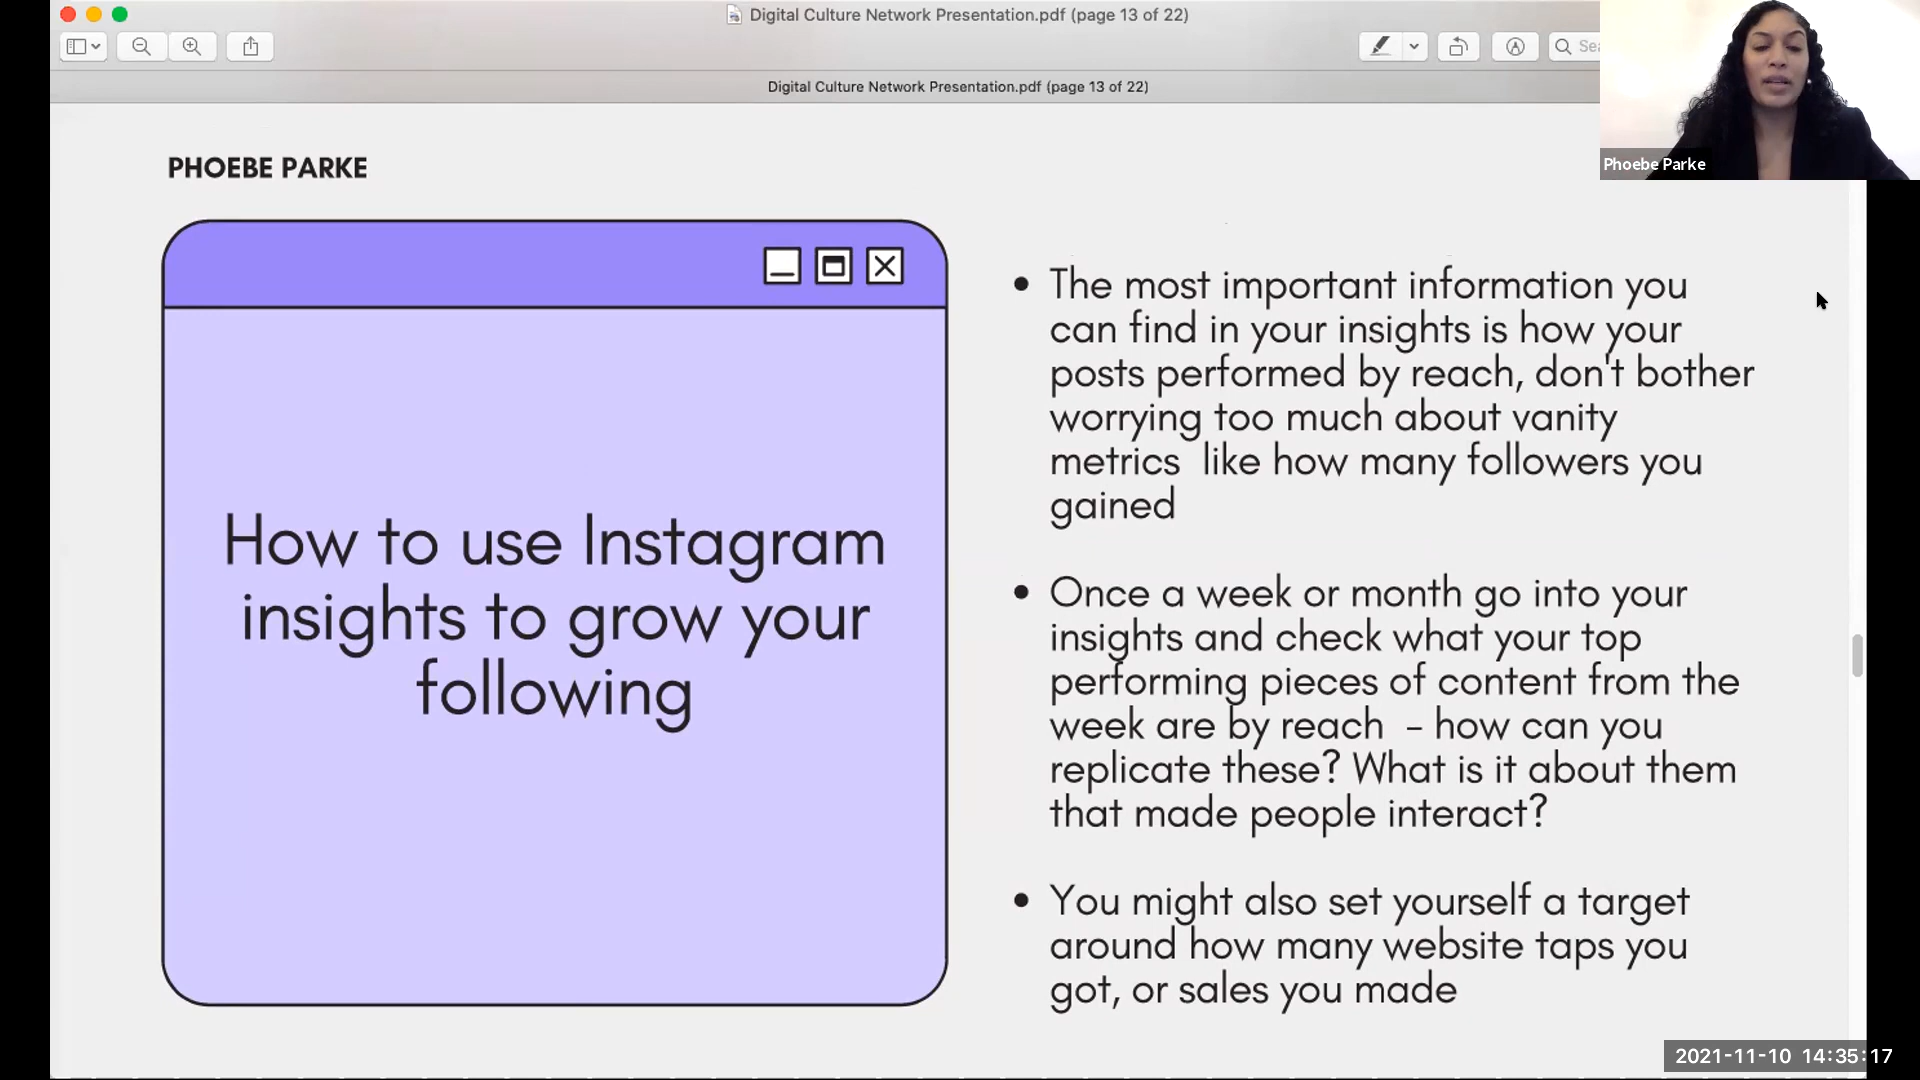 Digital Culture Network Presentation.pdf (page 13 of 22)
Digital Culture Network Presentation.pdf (page 13 of 22)
Phoebe Parke
PHOEBE PARKE
How to use Instagram
insights to grow your
following
• The most important information you
can find in your insights is how your
posts performed by reach, don't bother
worrying too much about vanity
metrics  like how many followers you
gained
• Once a week or month go into your
insights and check what your top
performing pieces of content from the
week are by reach  - how can you
replicate these? What is it about them
that made people interact?
• You might also set yourself a target
around how many website taps you
got, or sales you made
2021-11-10 14:35:17